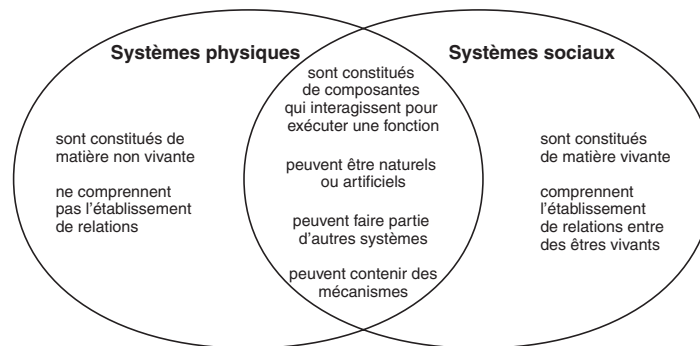 Systèmes physiques
Systèmes sociaux
sont constitués de
matière non vivante
ne comprennent
pas l'établissement
de relations
sont constitués
de composantes
qui interagissent pour
exécuter une fonction
peuvent être naturels
ou artificiels
peuvent faire partie
d'autres systèmes
peuvent contenir des
mécanismes
sont constitués
de matière vivante
comprennent
l'établissement
de relations entre
des êtres vivants